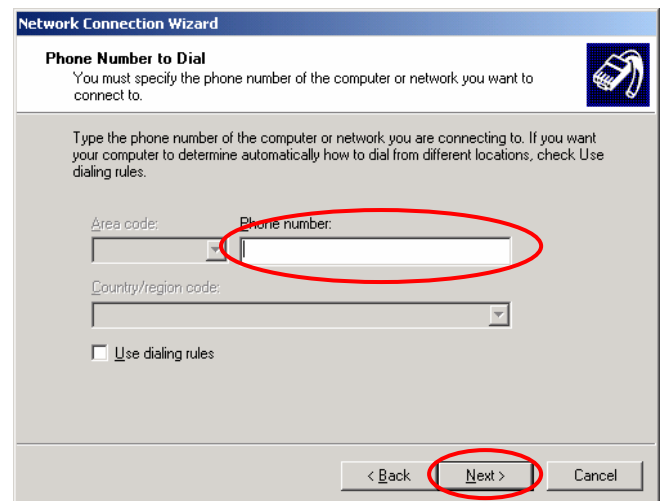 Network Connection Wizard
Phone Number to Dial
You must specify the phone number of the computer or network you want to
connect to.
Type the phone number of the computer or network you are connecting to. If you want
your computer to determine automatically how to dial from different locations, check Use
dialing rules.
Area code: Phone number:
Country/region code:
Use dialing rules
< Back Next > Cancel